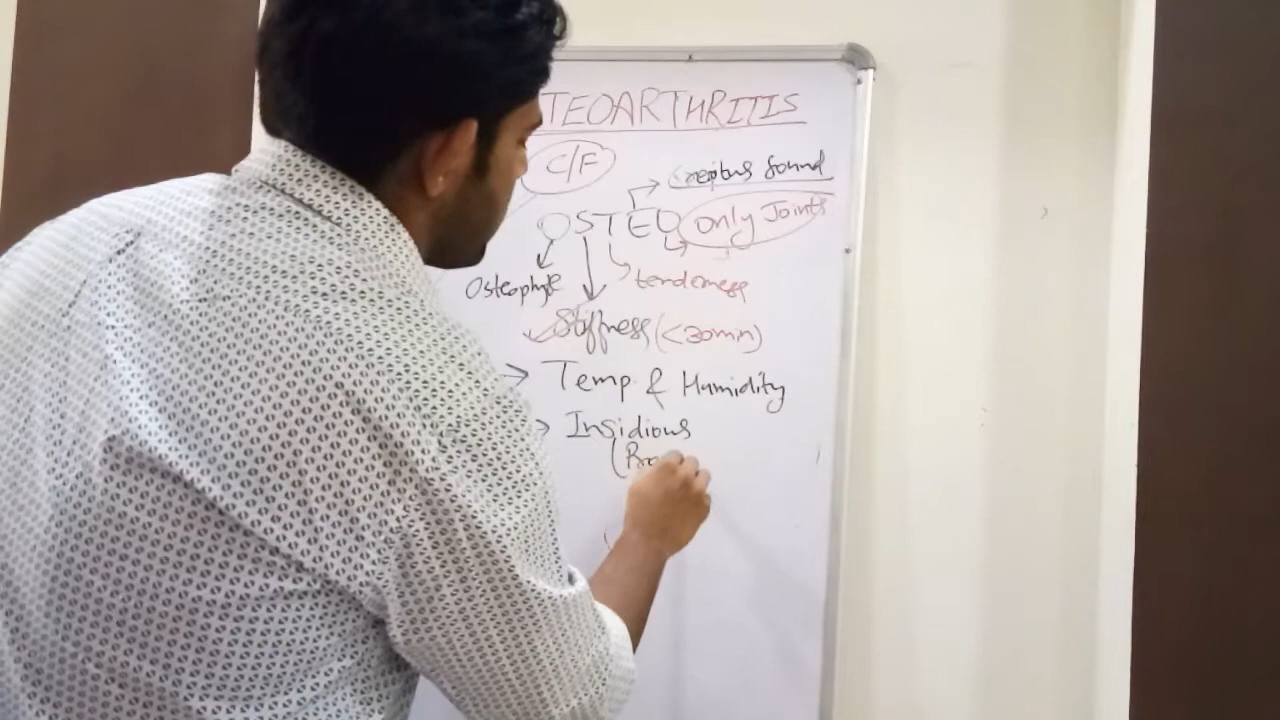 TEOARTHRITIS
C/F
Crepitus Sound
OSTEO only Joints
Osteophyte tenderness
Stiffness (<30min)
Temp & Humidity
Insidious